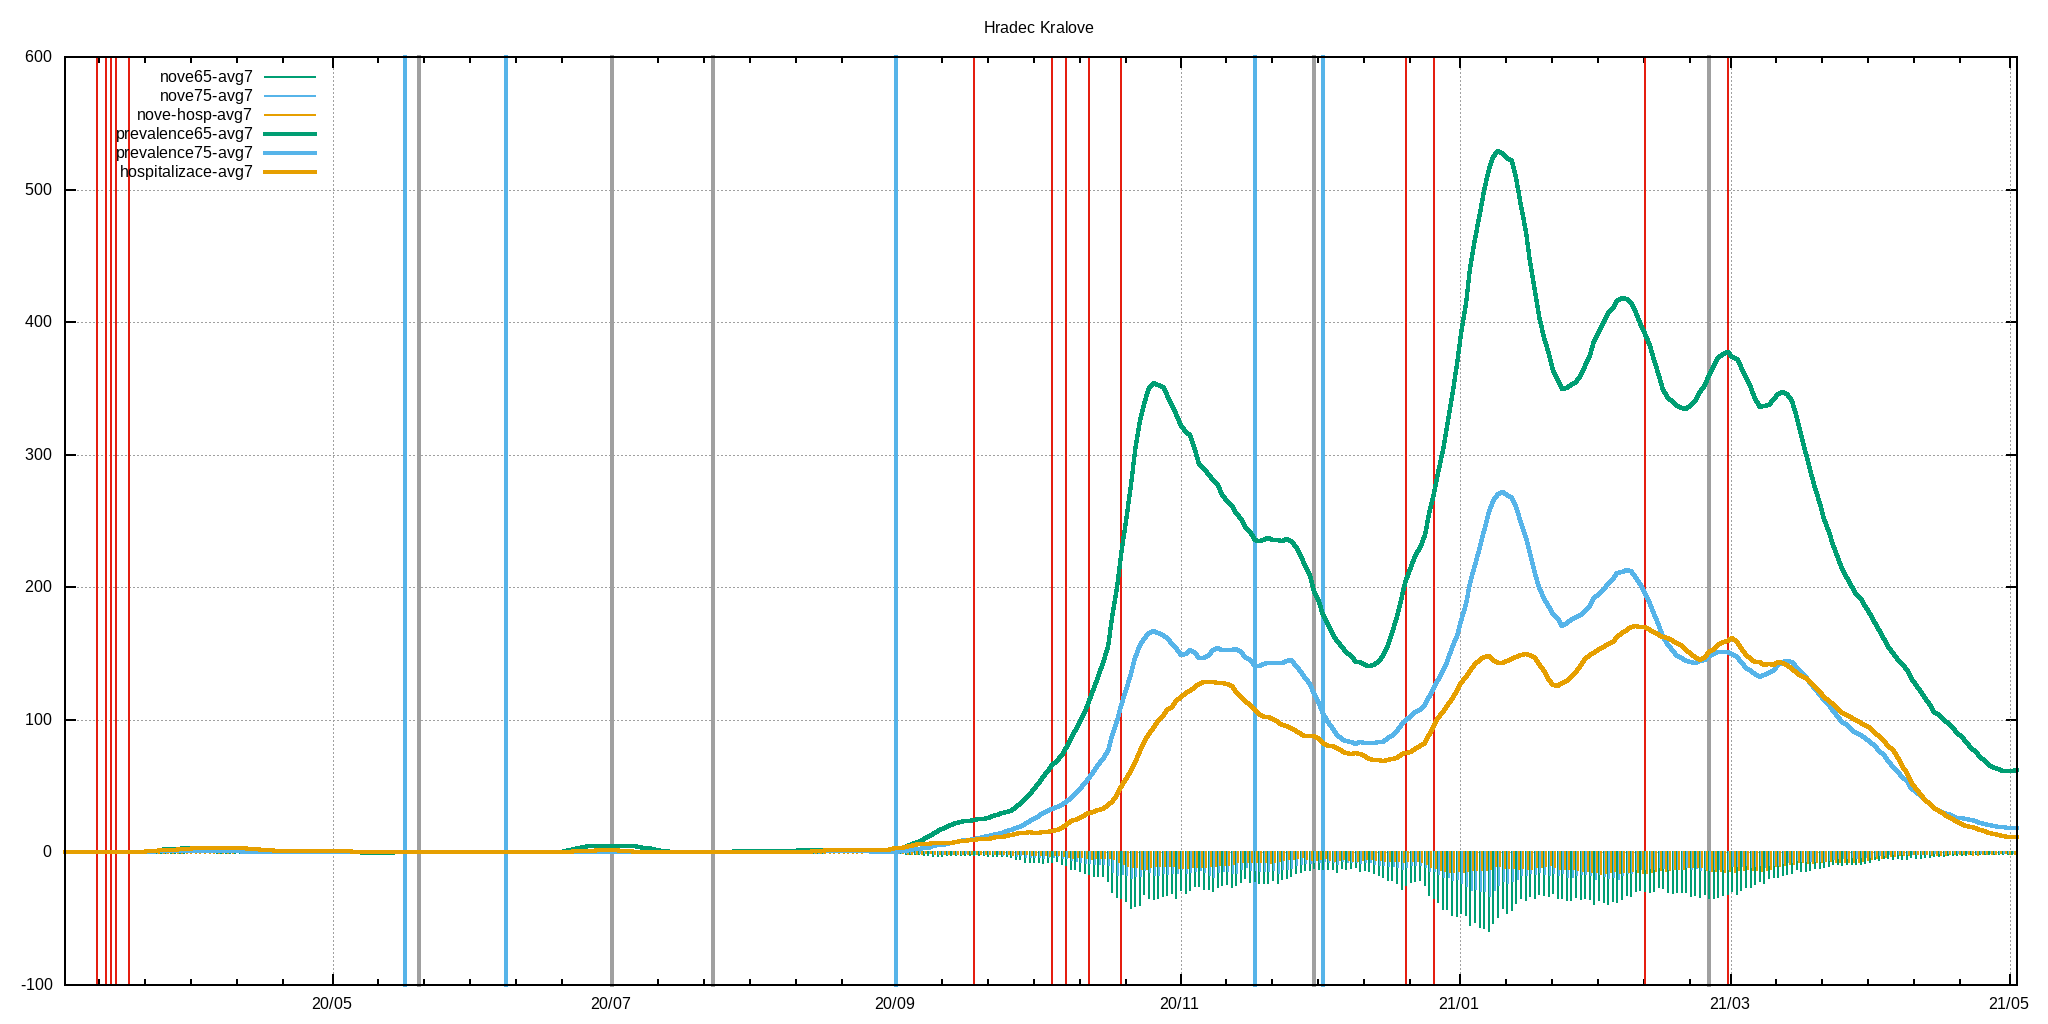 Hradec Kralove
600
500
400
300
200
100
0
-100
nove65-avg7
nove75-avg7
nove-hosp-avg7
prevalence65-avg7
prevalence75-avg7
hospitalizace-avg7
20/05 20/07 20/09 20/11 21/01 21/03 21/05